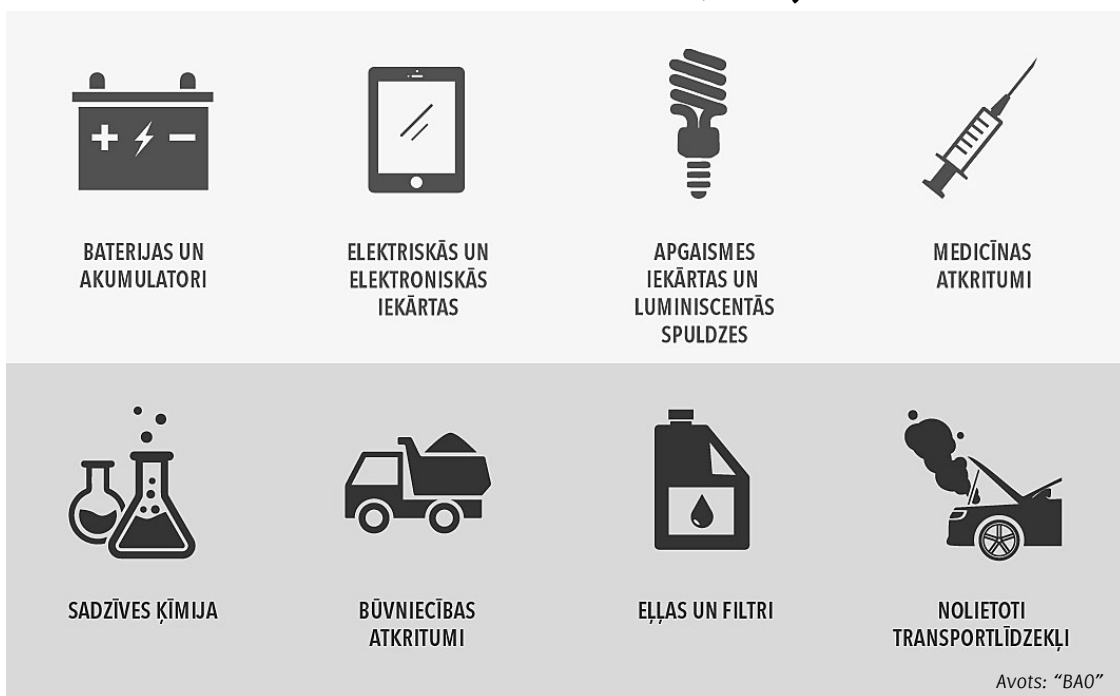 BATERIJAS UN
AKUMULATORI
ELEKTRISKĀS UN
ELEKTRONISKĀS
IEKĀRTAS
APGAISMES
IEKĀRTAS UN
LUMINISCENTĀS
SPULDZES
MEDICĪNAS
ATKRITUMI
SADZĪVES ĶĪMIJA
BŪVNIECĪBAS
ATKRITUMI
EĻĻAS UN FILTRI
NOLIETOTI
TRANSPORTLĪDZEKĻI
Avots: “BAO”